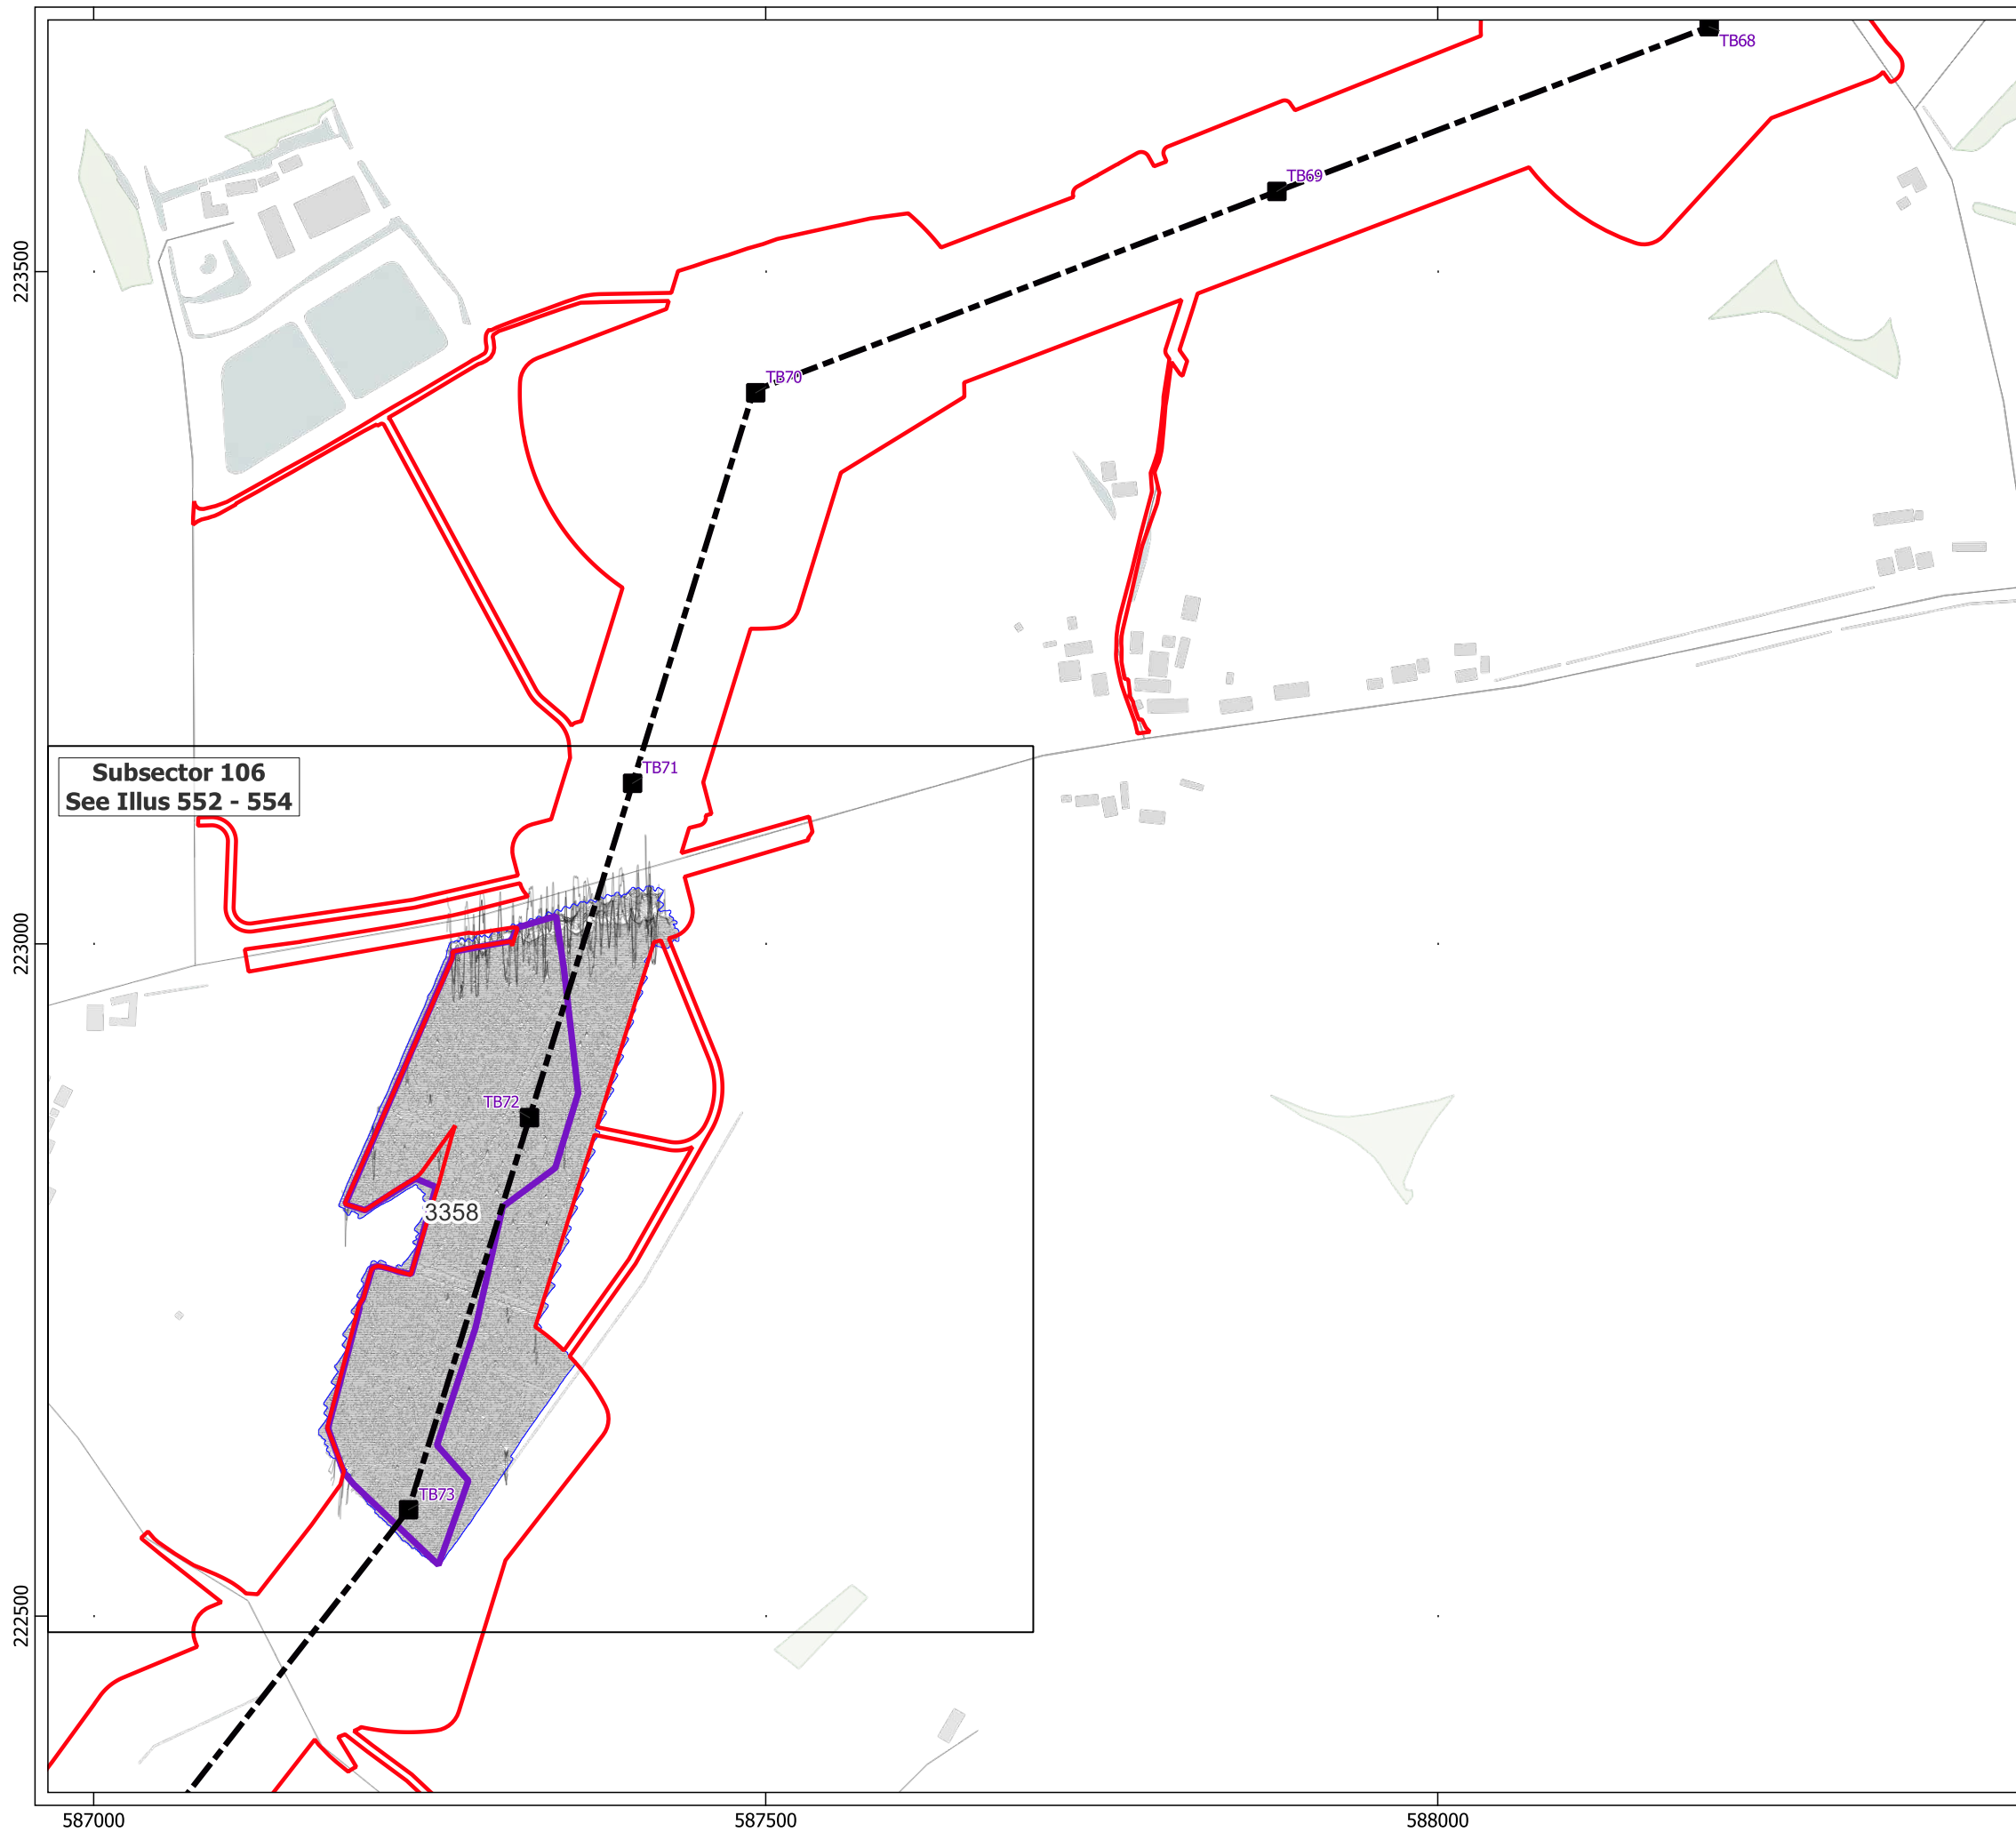 TB68
TB69
223500
TB70
TB71
Subsector 106
See Illus 552 - 554
223000
TB72
3358
TB73
222500
587000
587500
588000